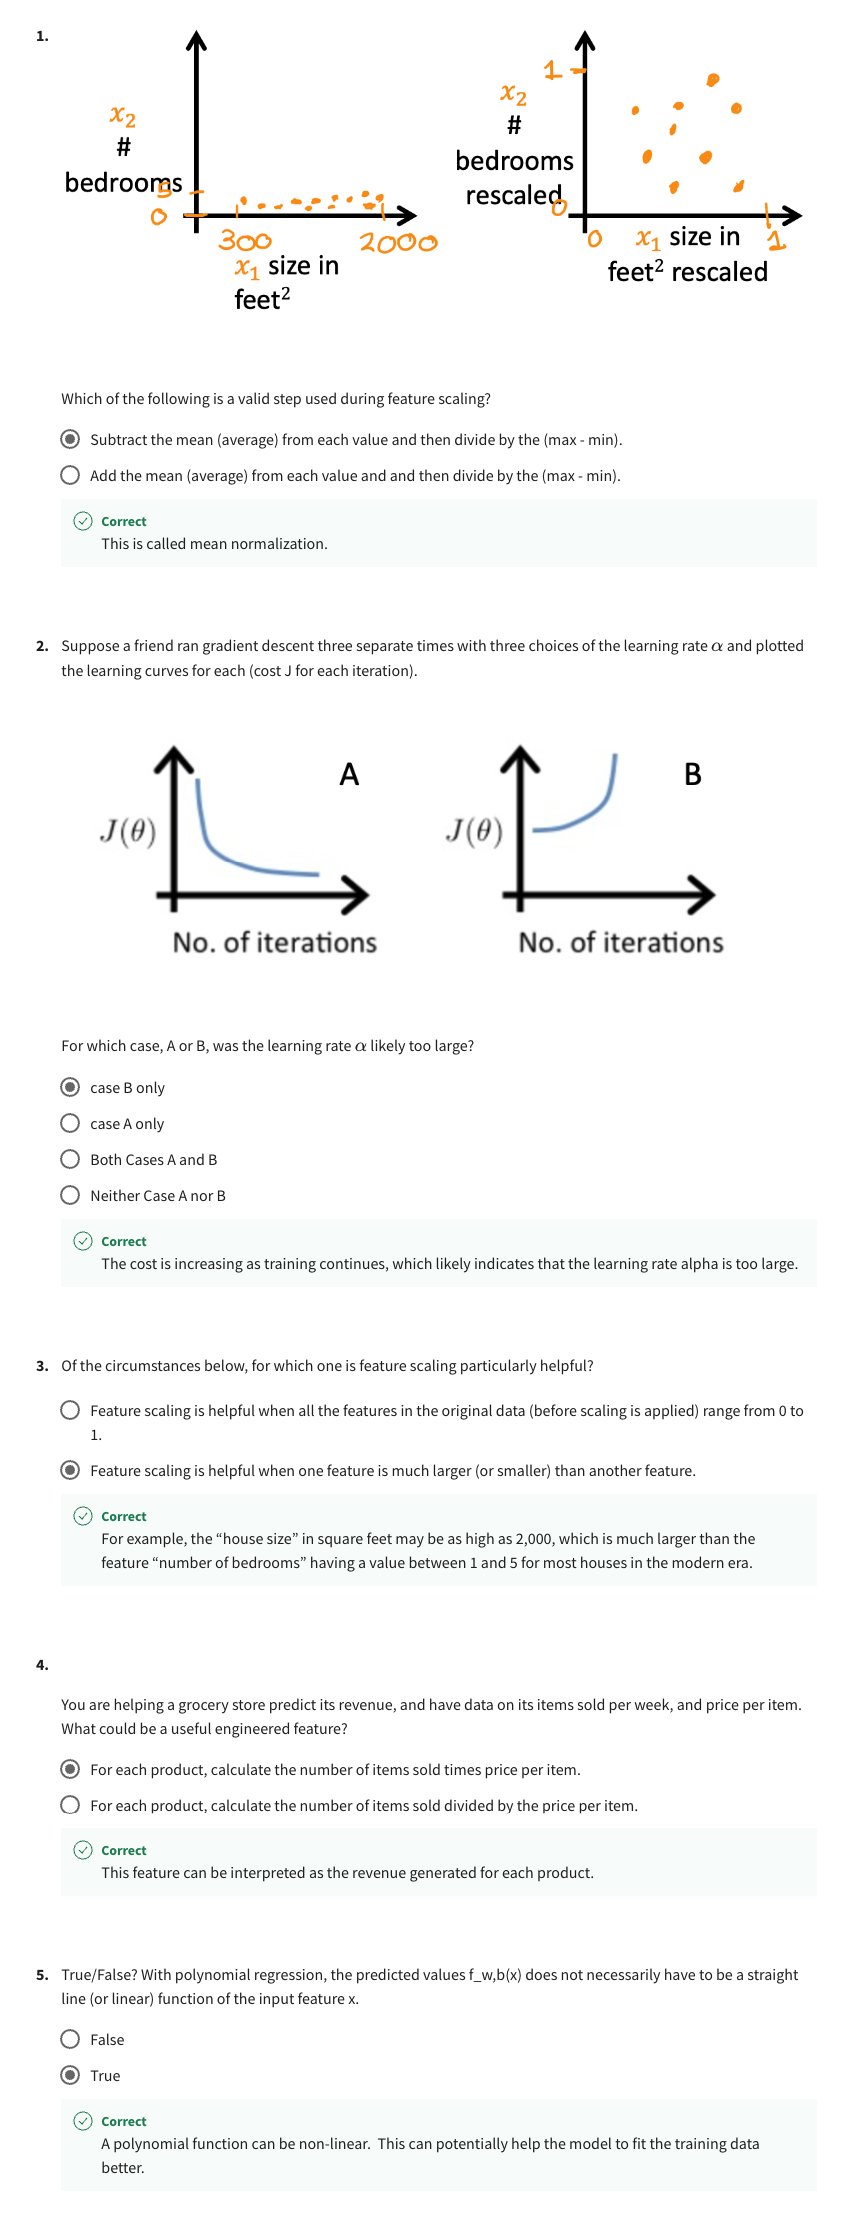 1.
x₂
#
bedrooms
5
0
300
2000
x₁ size in
feet²
1
x₂
#
bedrooms
rescaled
0
0
x₁ size in
1
feet² rescaled
Which of the following is a valid step used during feature scaling?
Subtract the mean (average) from each value and then divide by the (max - min).
Add the mean (average) from each value and and then divide by the (max - min).
Correct
This is called mean normalization.
2. Suppose a friend ran gradient descent three separate times with three choices of the learning rate α and plotted
the learning curves for each (cost J for each iteration).
A
J(θ)
No. of iterations
B
J(θ)
No. of iterations
For which case, A or B, was the learning rate α likely too large?
case B only
case A only
Both Cases A and B
Neither Case A nor B
Correct
The cost is increasing as training continues, which likely indicates that the learning rate alpha is too large.
3. Of the circumstances below, for which one is feature scaling particularly helpful?
Feature scaling is helpful when all the features in the original data (before scaling is applied) range from 0 to
1.
Feature scaling is helpful when one feature is much larger (or smaller) than another feature.
Correct
For example, the “house size” in square feet may be as high as 2,000, which is much larger than the
feature “number of bedrooms” having a value between 1 and 5 for most houses in the modern era.
4.
You are helping a grocery store predict its revenue, and have data on its items sold per week, and price per item.
What could be a useful engineered feature?
For each product, calculate the number of items sold times price per item.
For each product, calculate the number of items sold divided by the price per item.
Correct
This feature can be interpreted as the revenue generated for each product.
5. True/False? With polynomial regression, the predicted values f_w,b(x) does not necessarily have to be a straight
line (or linear) function of the input feature x.
False
True
Correct
A polynomial function can be non-linear. This can potentially help the model to fit the training data
better.